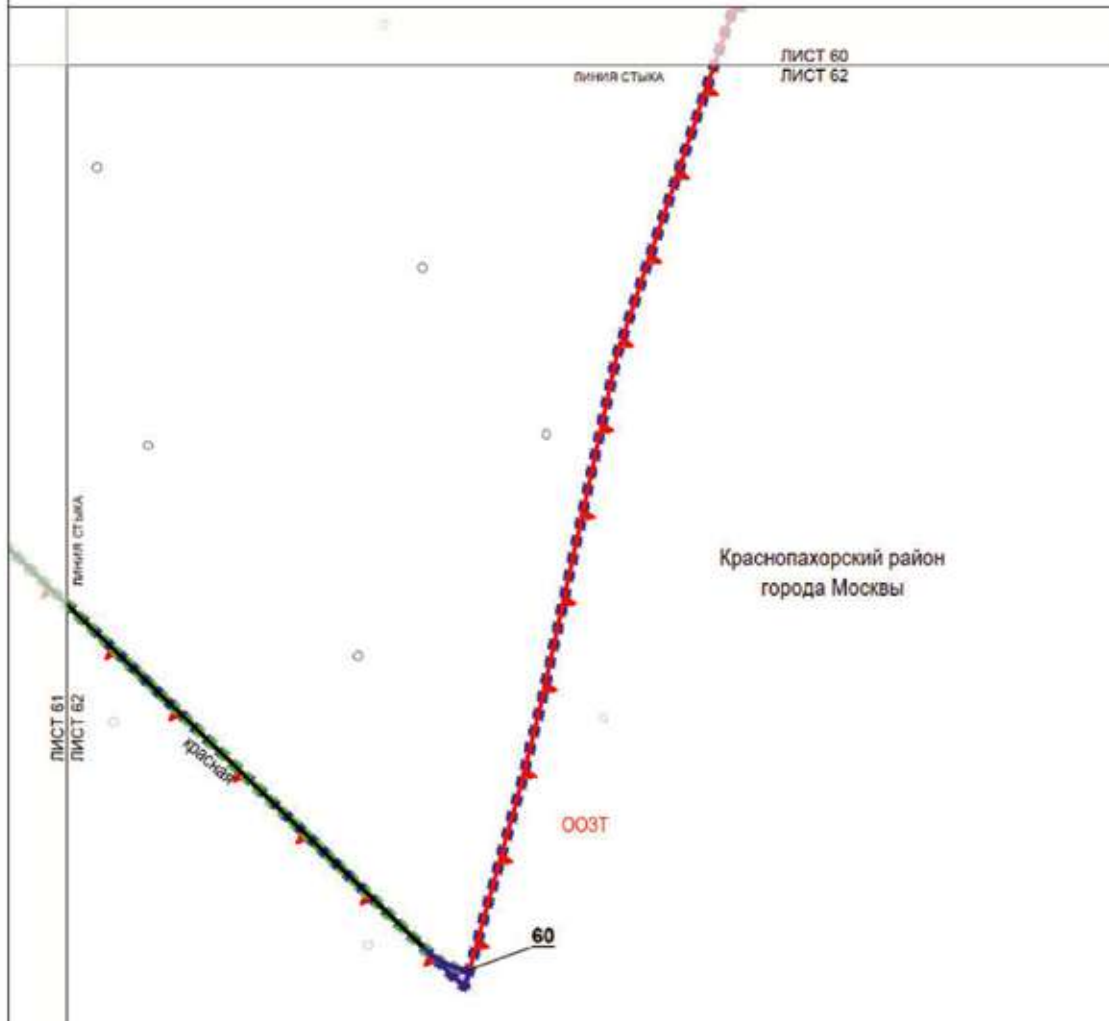 ЛИСТ 60
ЛИНИЯ СТЫКА
ЛИСТ 62
ЛИНИЯ СТЫКА
Краснопахорский район
города Москвы
ЛИСТ 61
ЛИСТ 62
красная
ООЗТ
60